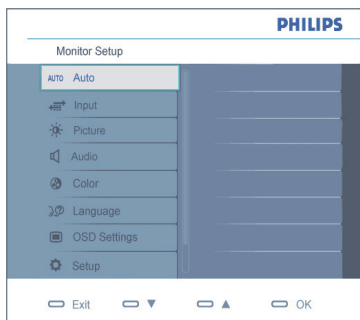 PHILIPS
Monitor Setup
AUTO Auto
Input
Picture
Audio
Color
Language
OSD Settings
Setup
Exit ▼ ▲ OK